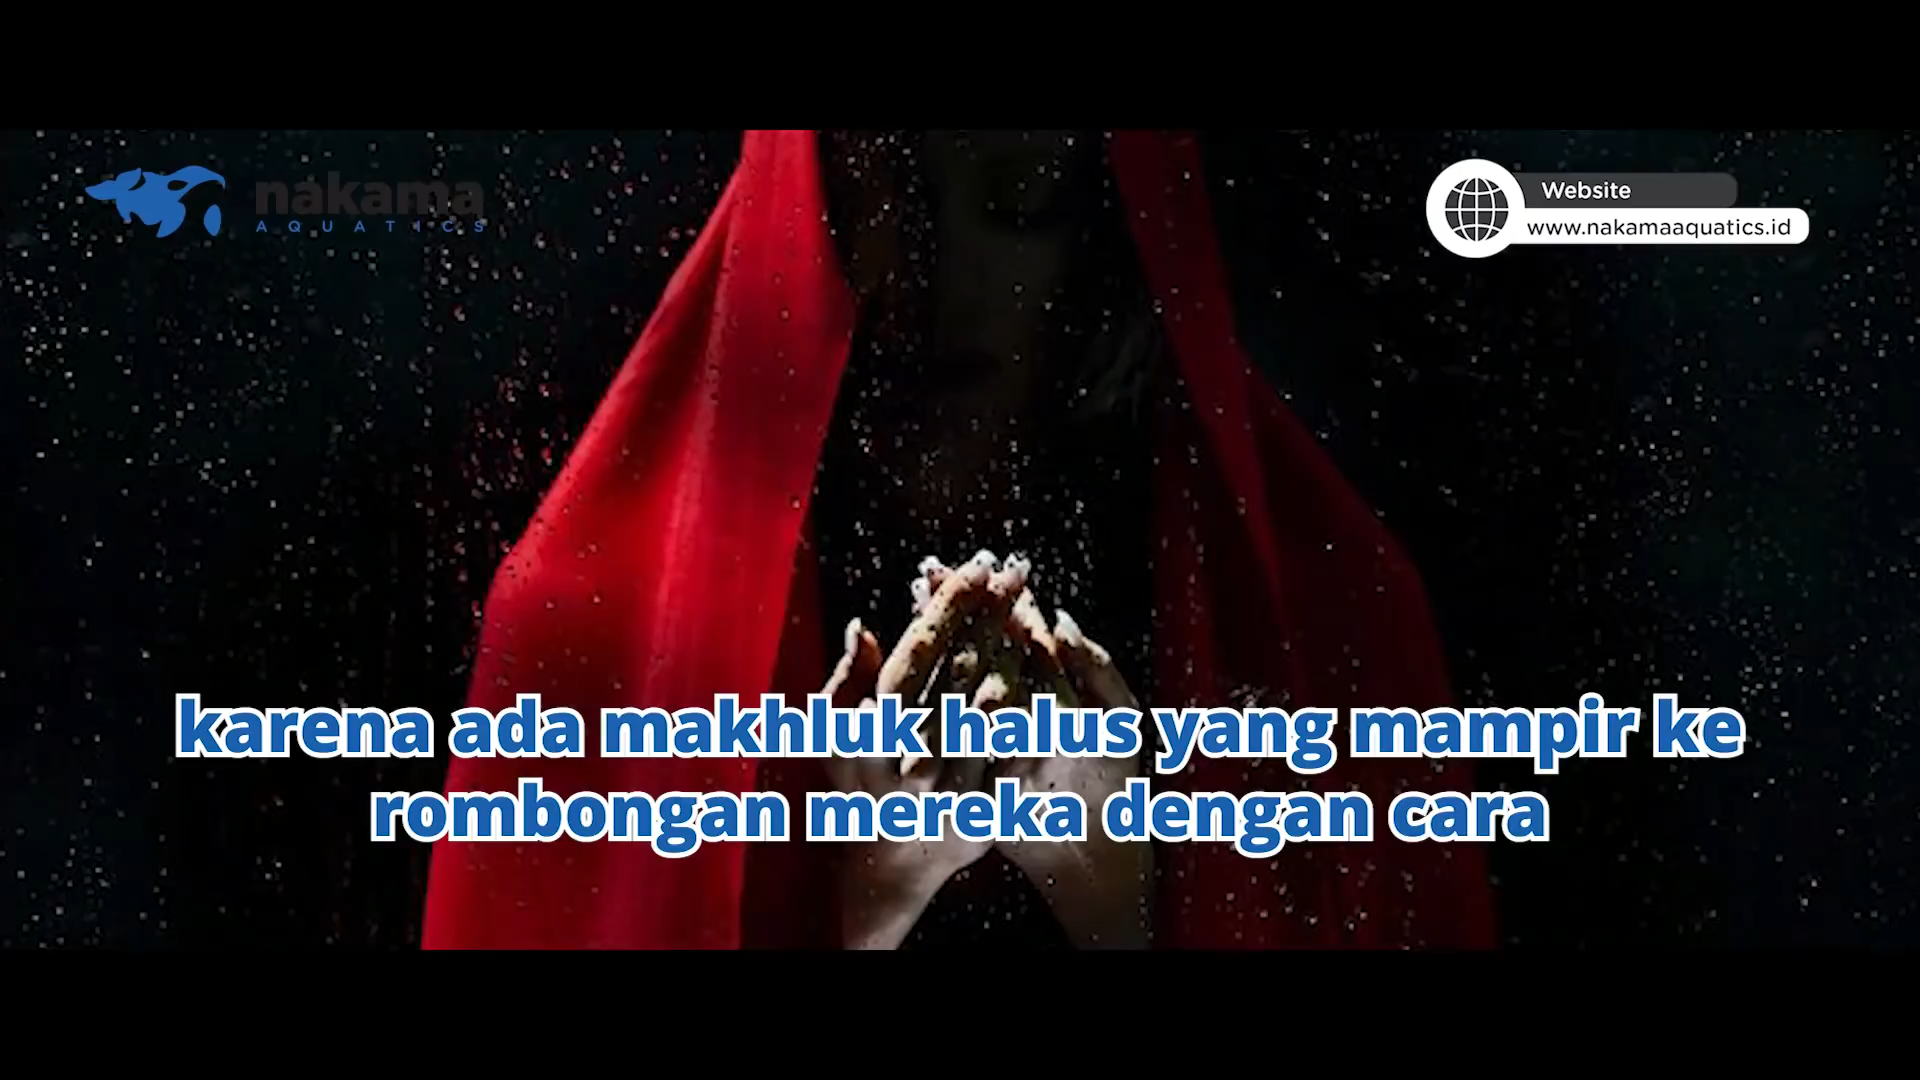 nakama
AQUATICS
Website
www.nakamaaquatics.id
karena ada makhluk halus yang mampir ke
rombongan mereka dengan cara